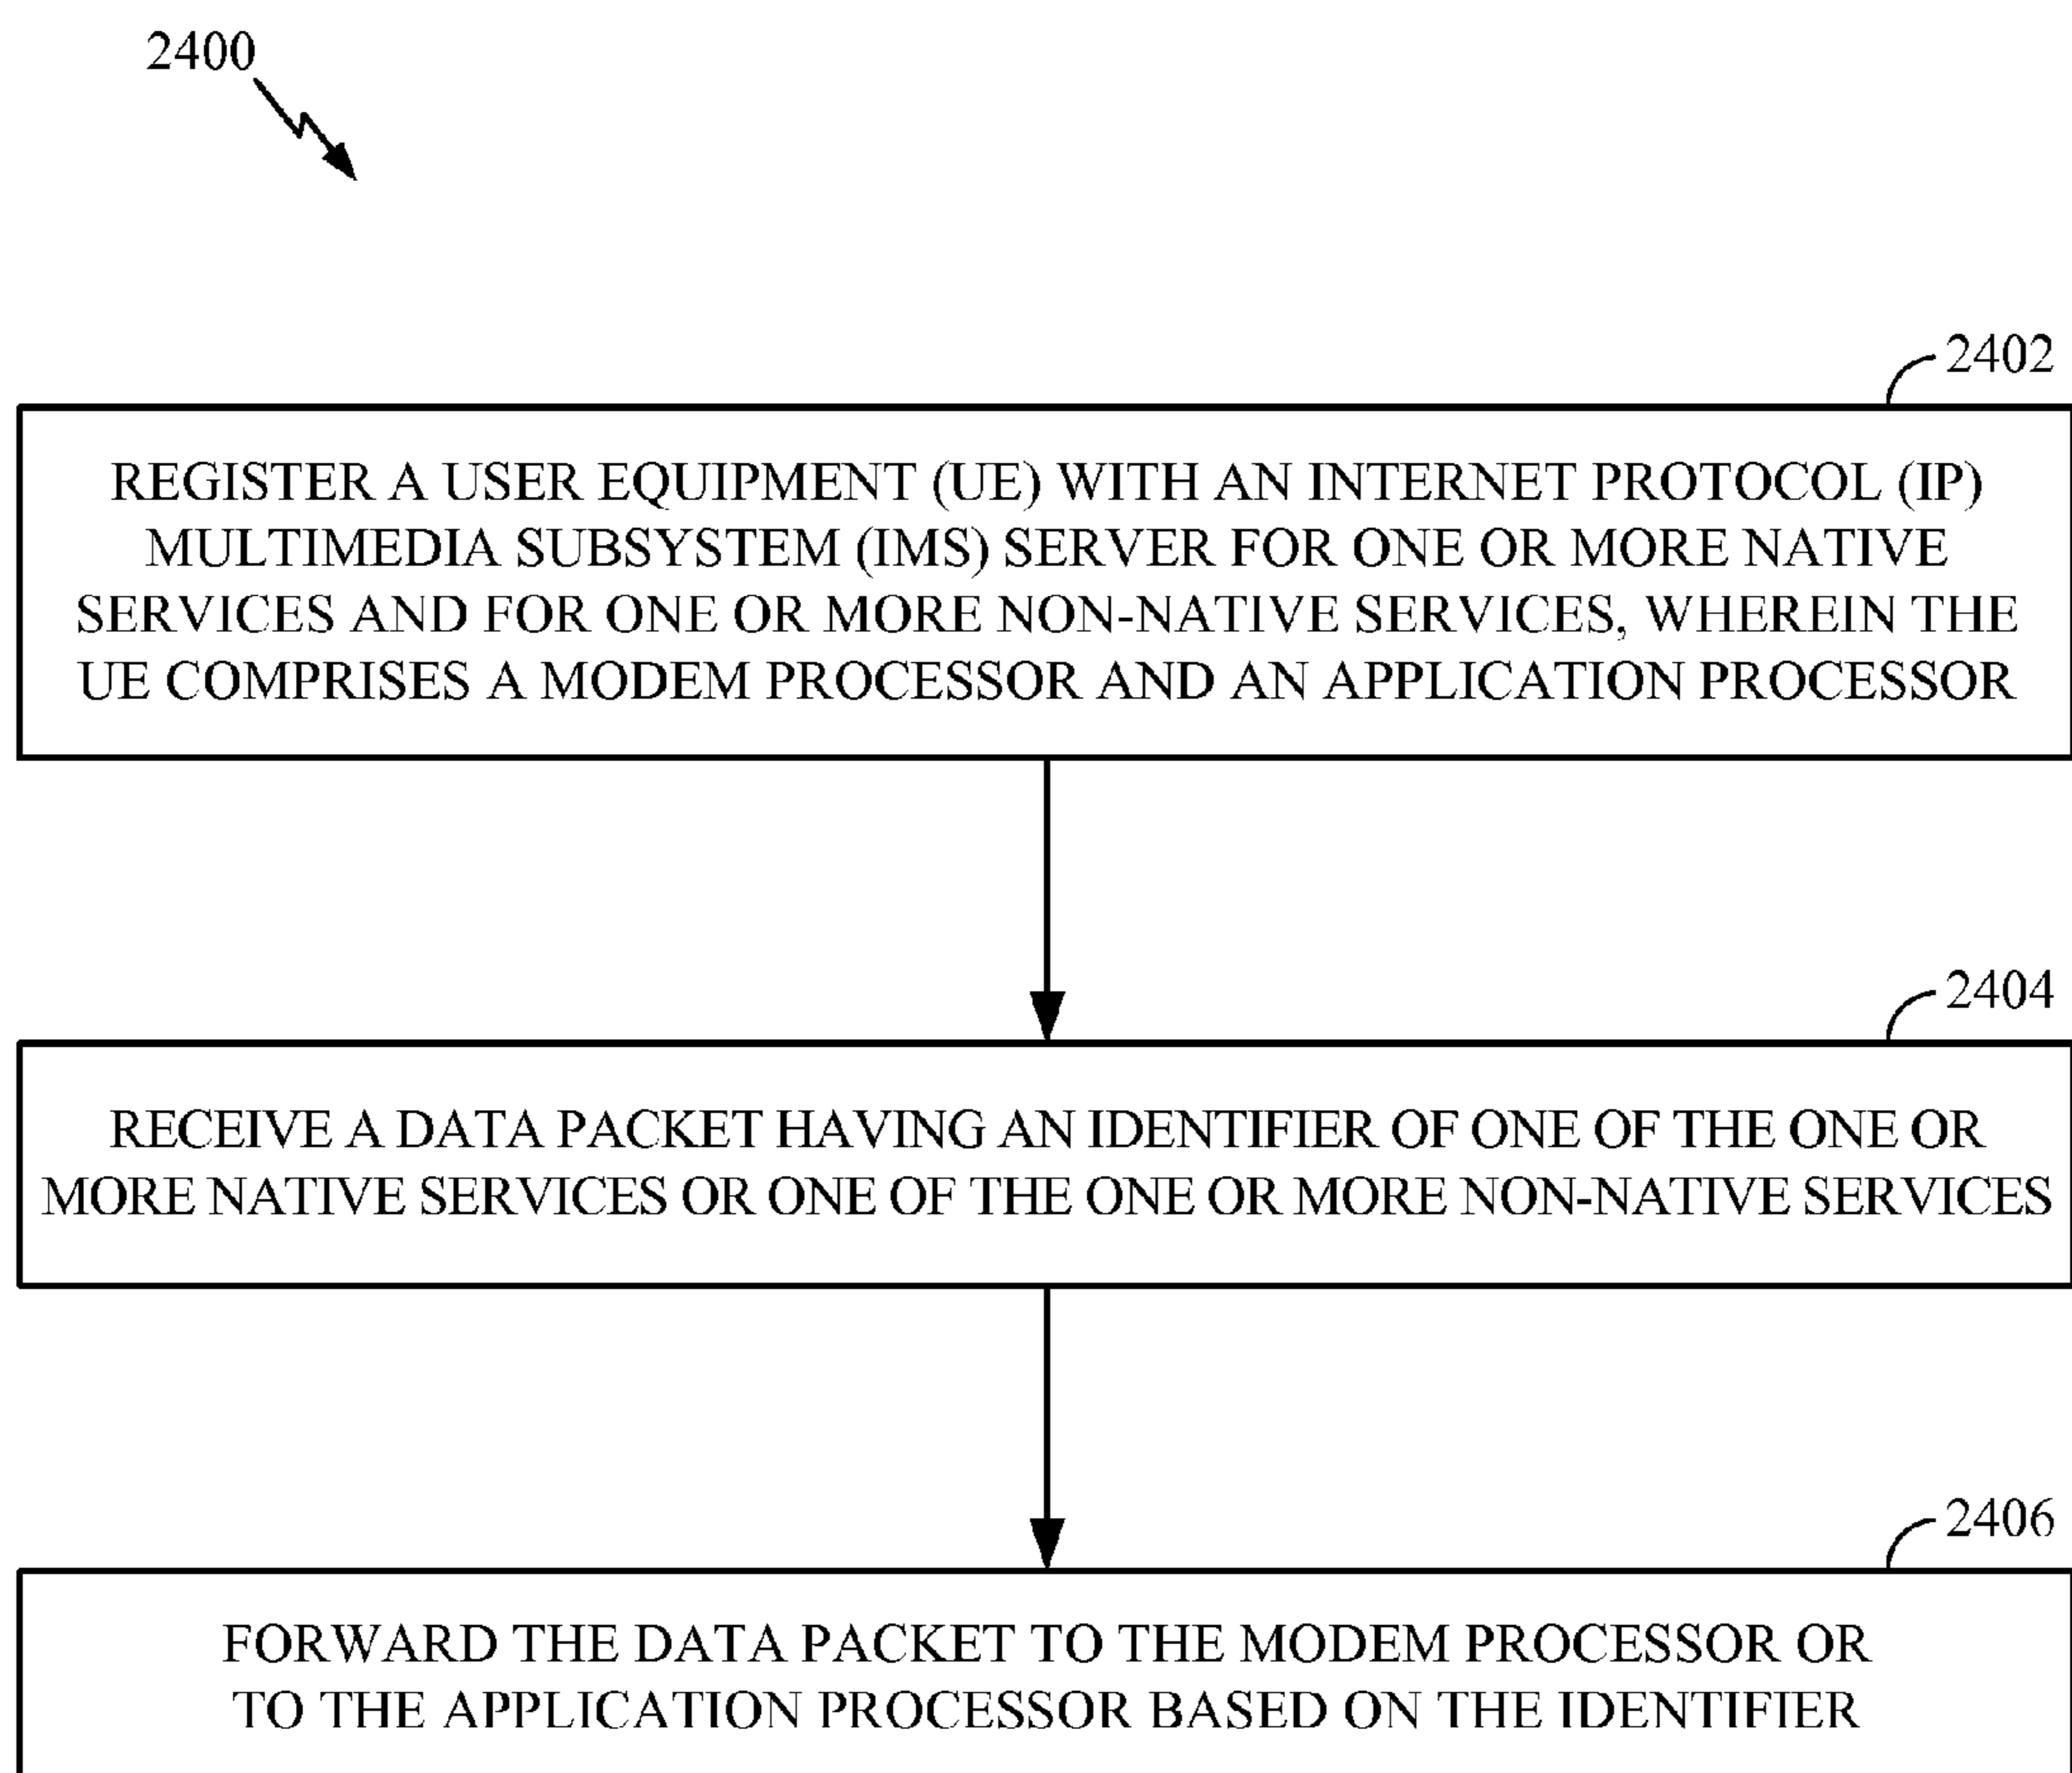 2400
2402
REGISTER A USER EQUIPMENT (UE) WITH AN INTERNET PROTOCOL (IP)
MULTIMEDIA SUBSYSTEM (IMS) SERVER FOR ONE OR MORE NATIVE
SERVICES AND FOR ONE OR MORE NON-NATIVE SERVICES, WHEREIN THE
UE COMPRISES A MODEM PROCESSOR AND AN APPLICATION PROCESSOR
2404
RECEIVE A DATA PACKET HAVING AN IDENTIFIER OF ONE OF THE ONE OR
MORE NATIVE SERVICES OR ONE OF THE ONE OR MORE NON-NATIVE SERVICES
2406
FORWARD THE DATA PACKET TO THE MODEM PROCESSOR OR
TO THE APPLICATION PROCESSOR BASED ON THE IDENTIFIER